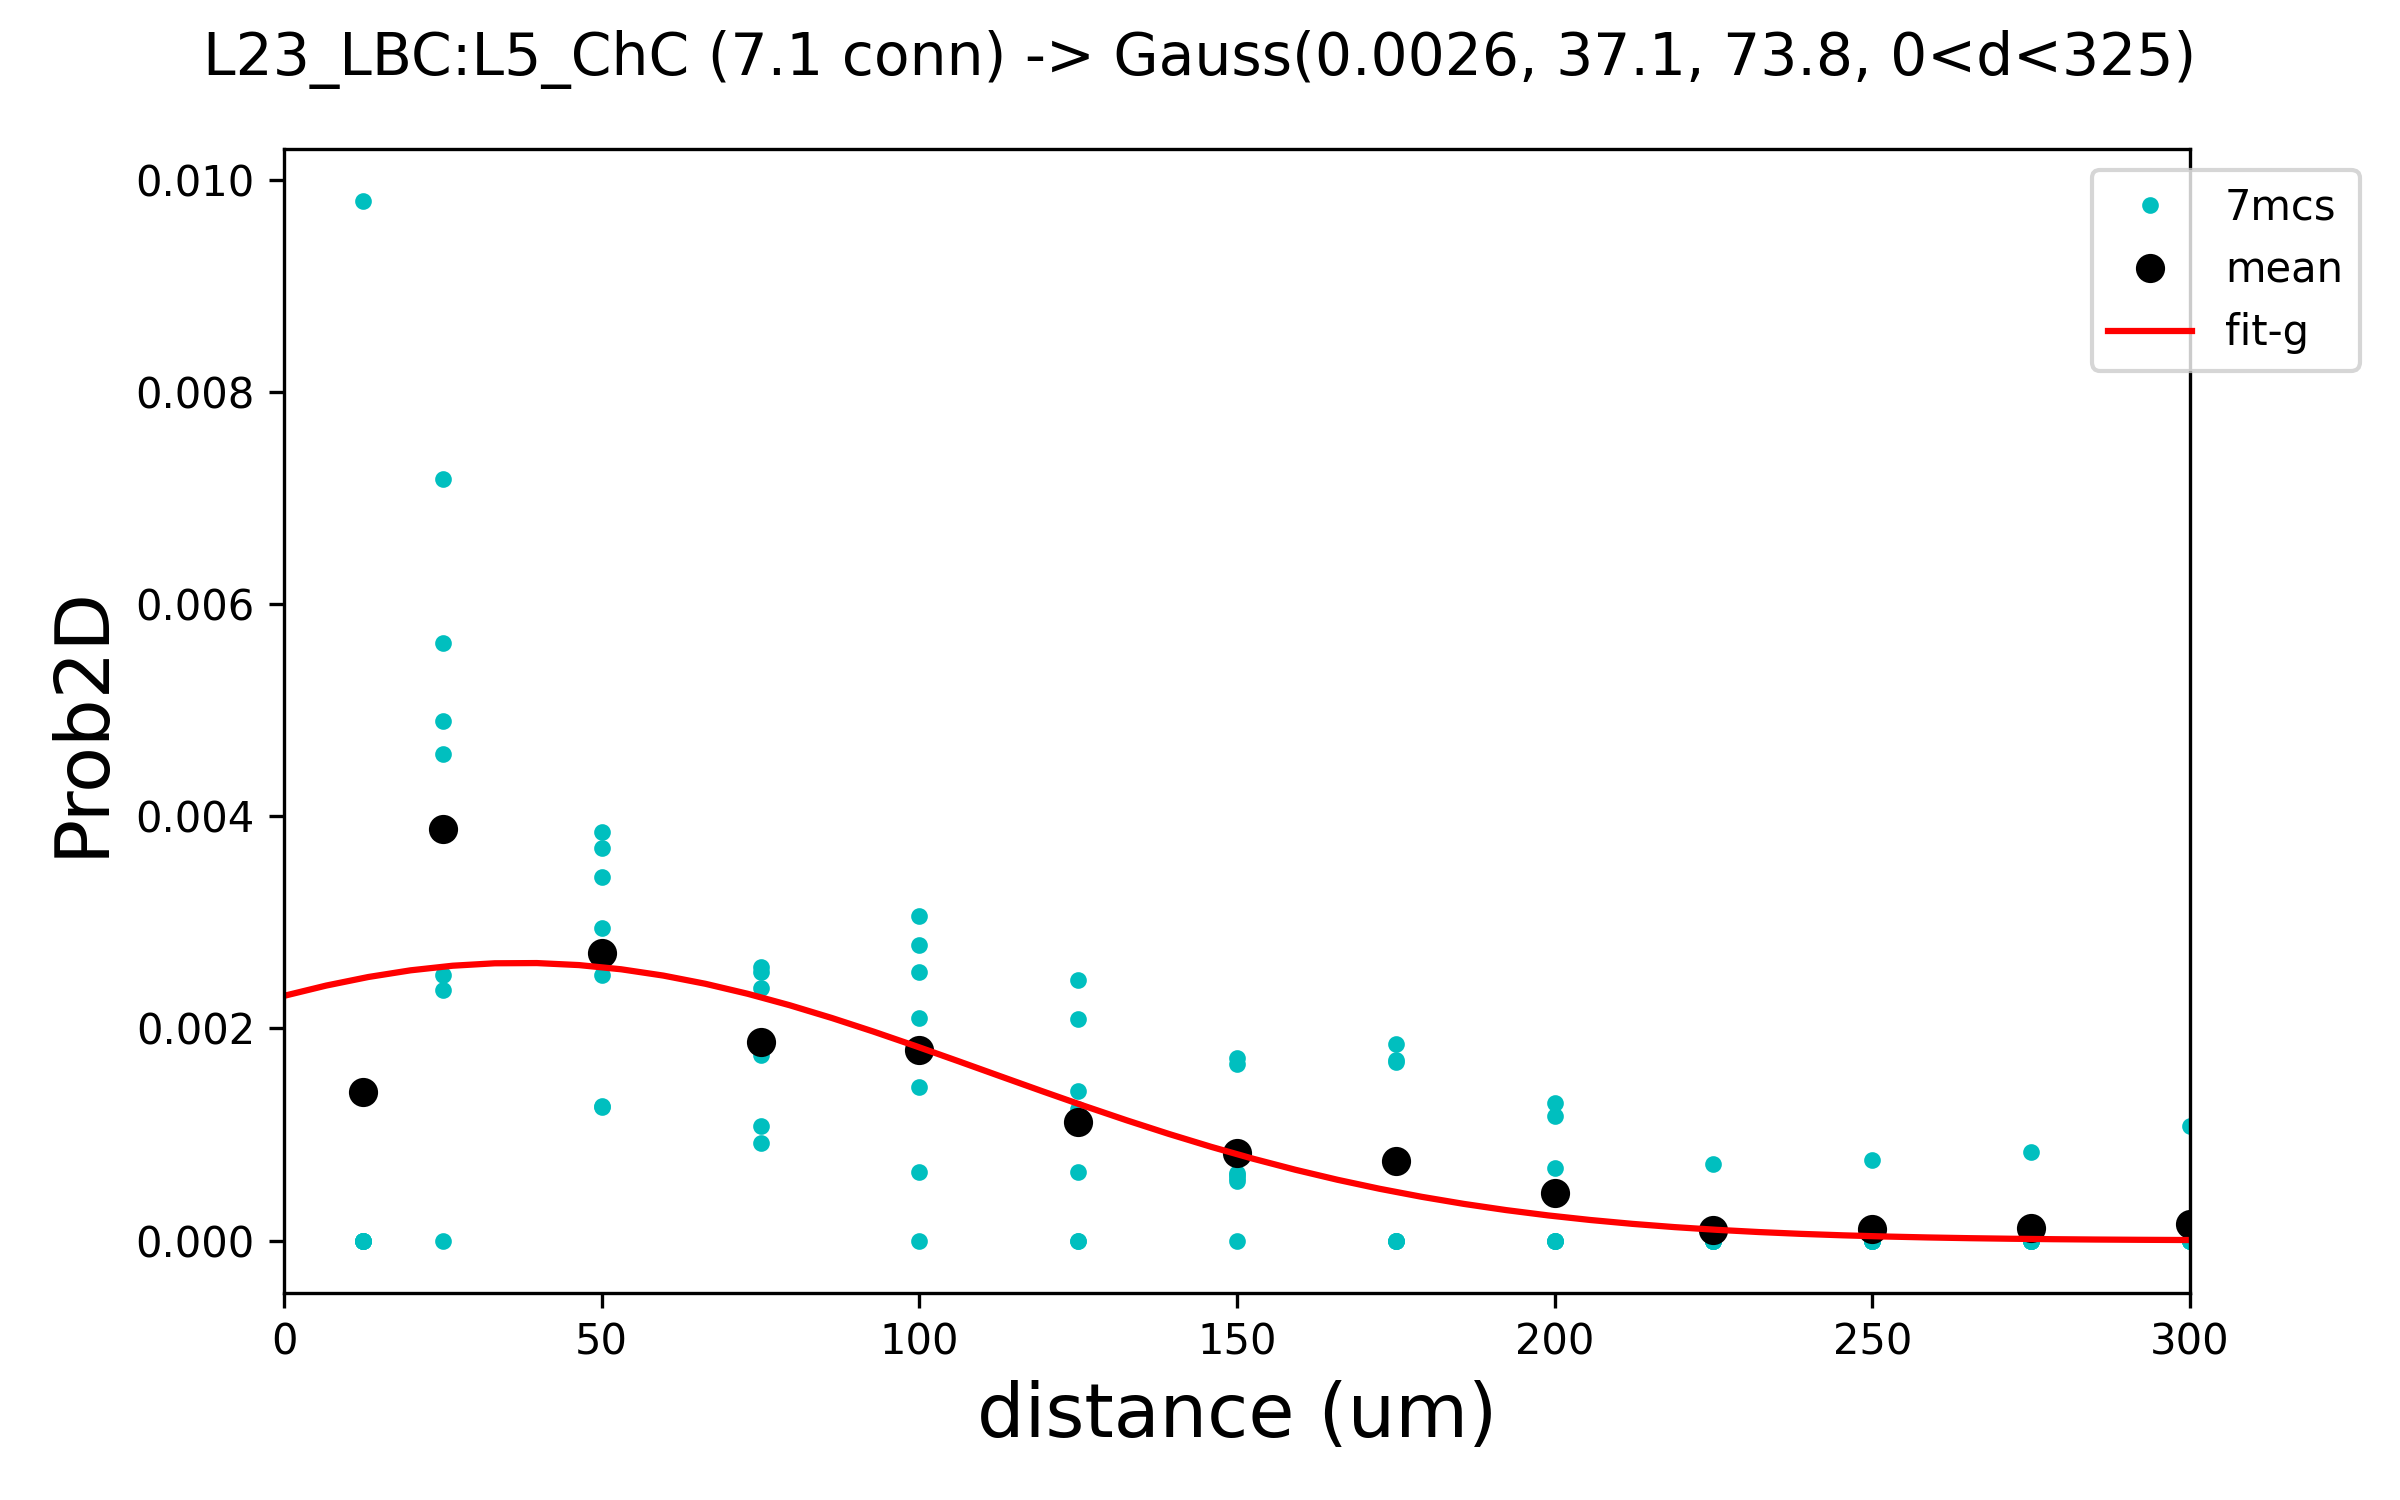 L23_LBC:L5_ChC (7.1 conn) -> Gauss(0.0026, 37.1, 73.8, 0<d<325)
0.010
0.008
0.006
0.004
0.002
0.000
Prob2D
7mcs
mean
fit-g
0 50 100 150 200 250 300
distance (um)